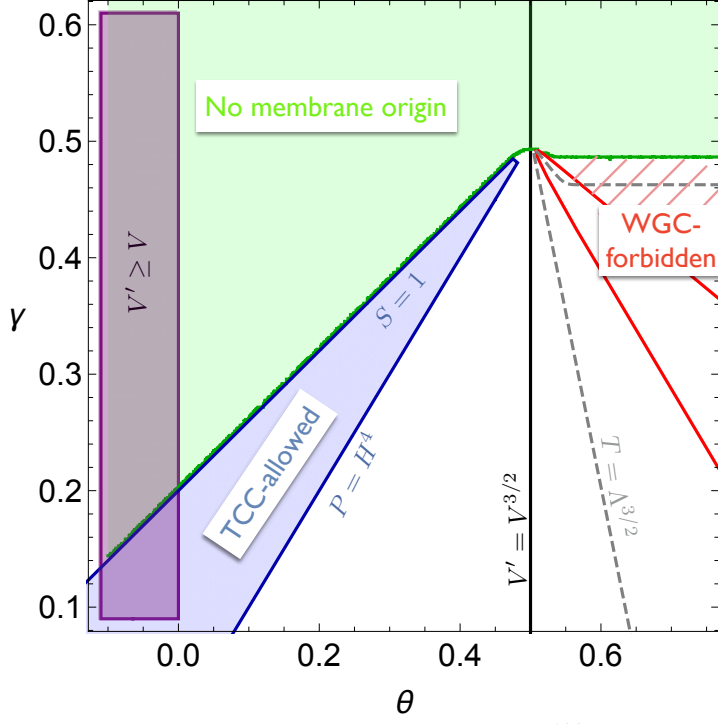 0.6
No membrane origin
0.5
V' ≥ V
WGC-
forbidden
0.4
γ
S = 1
0.3
TCC-allowed
P = H⁴
T = Λ^{3/2}
0.2
V' = V^{3/2}
0.1
0.0 0.2 0.4 0.6
θ